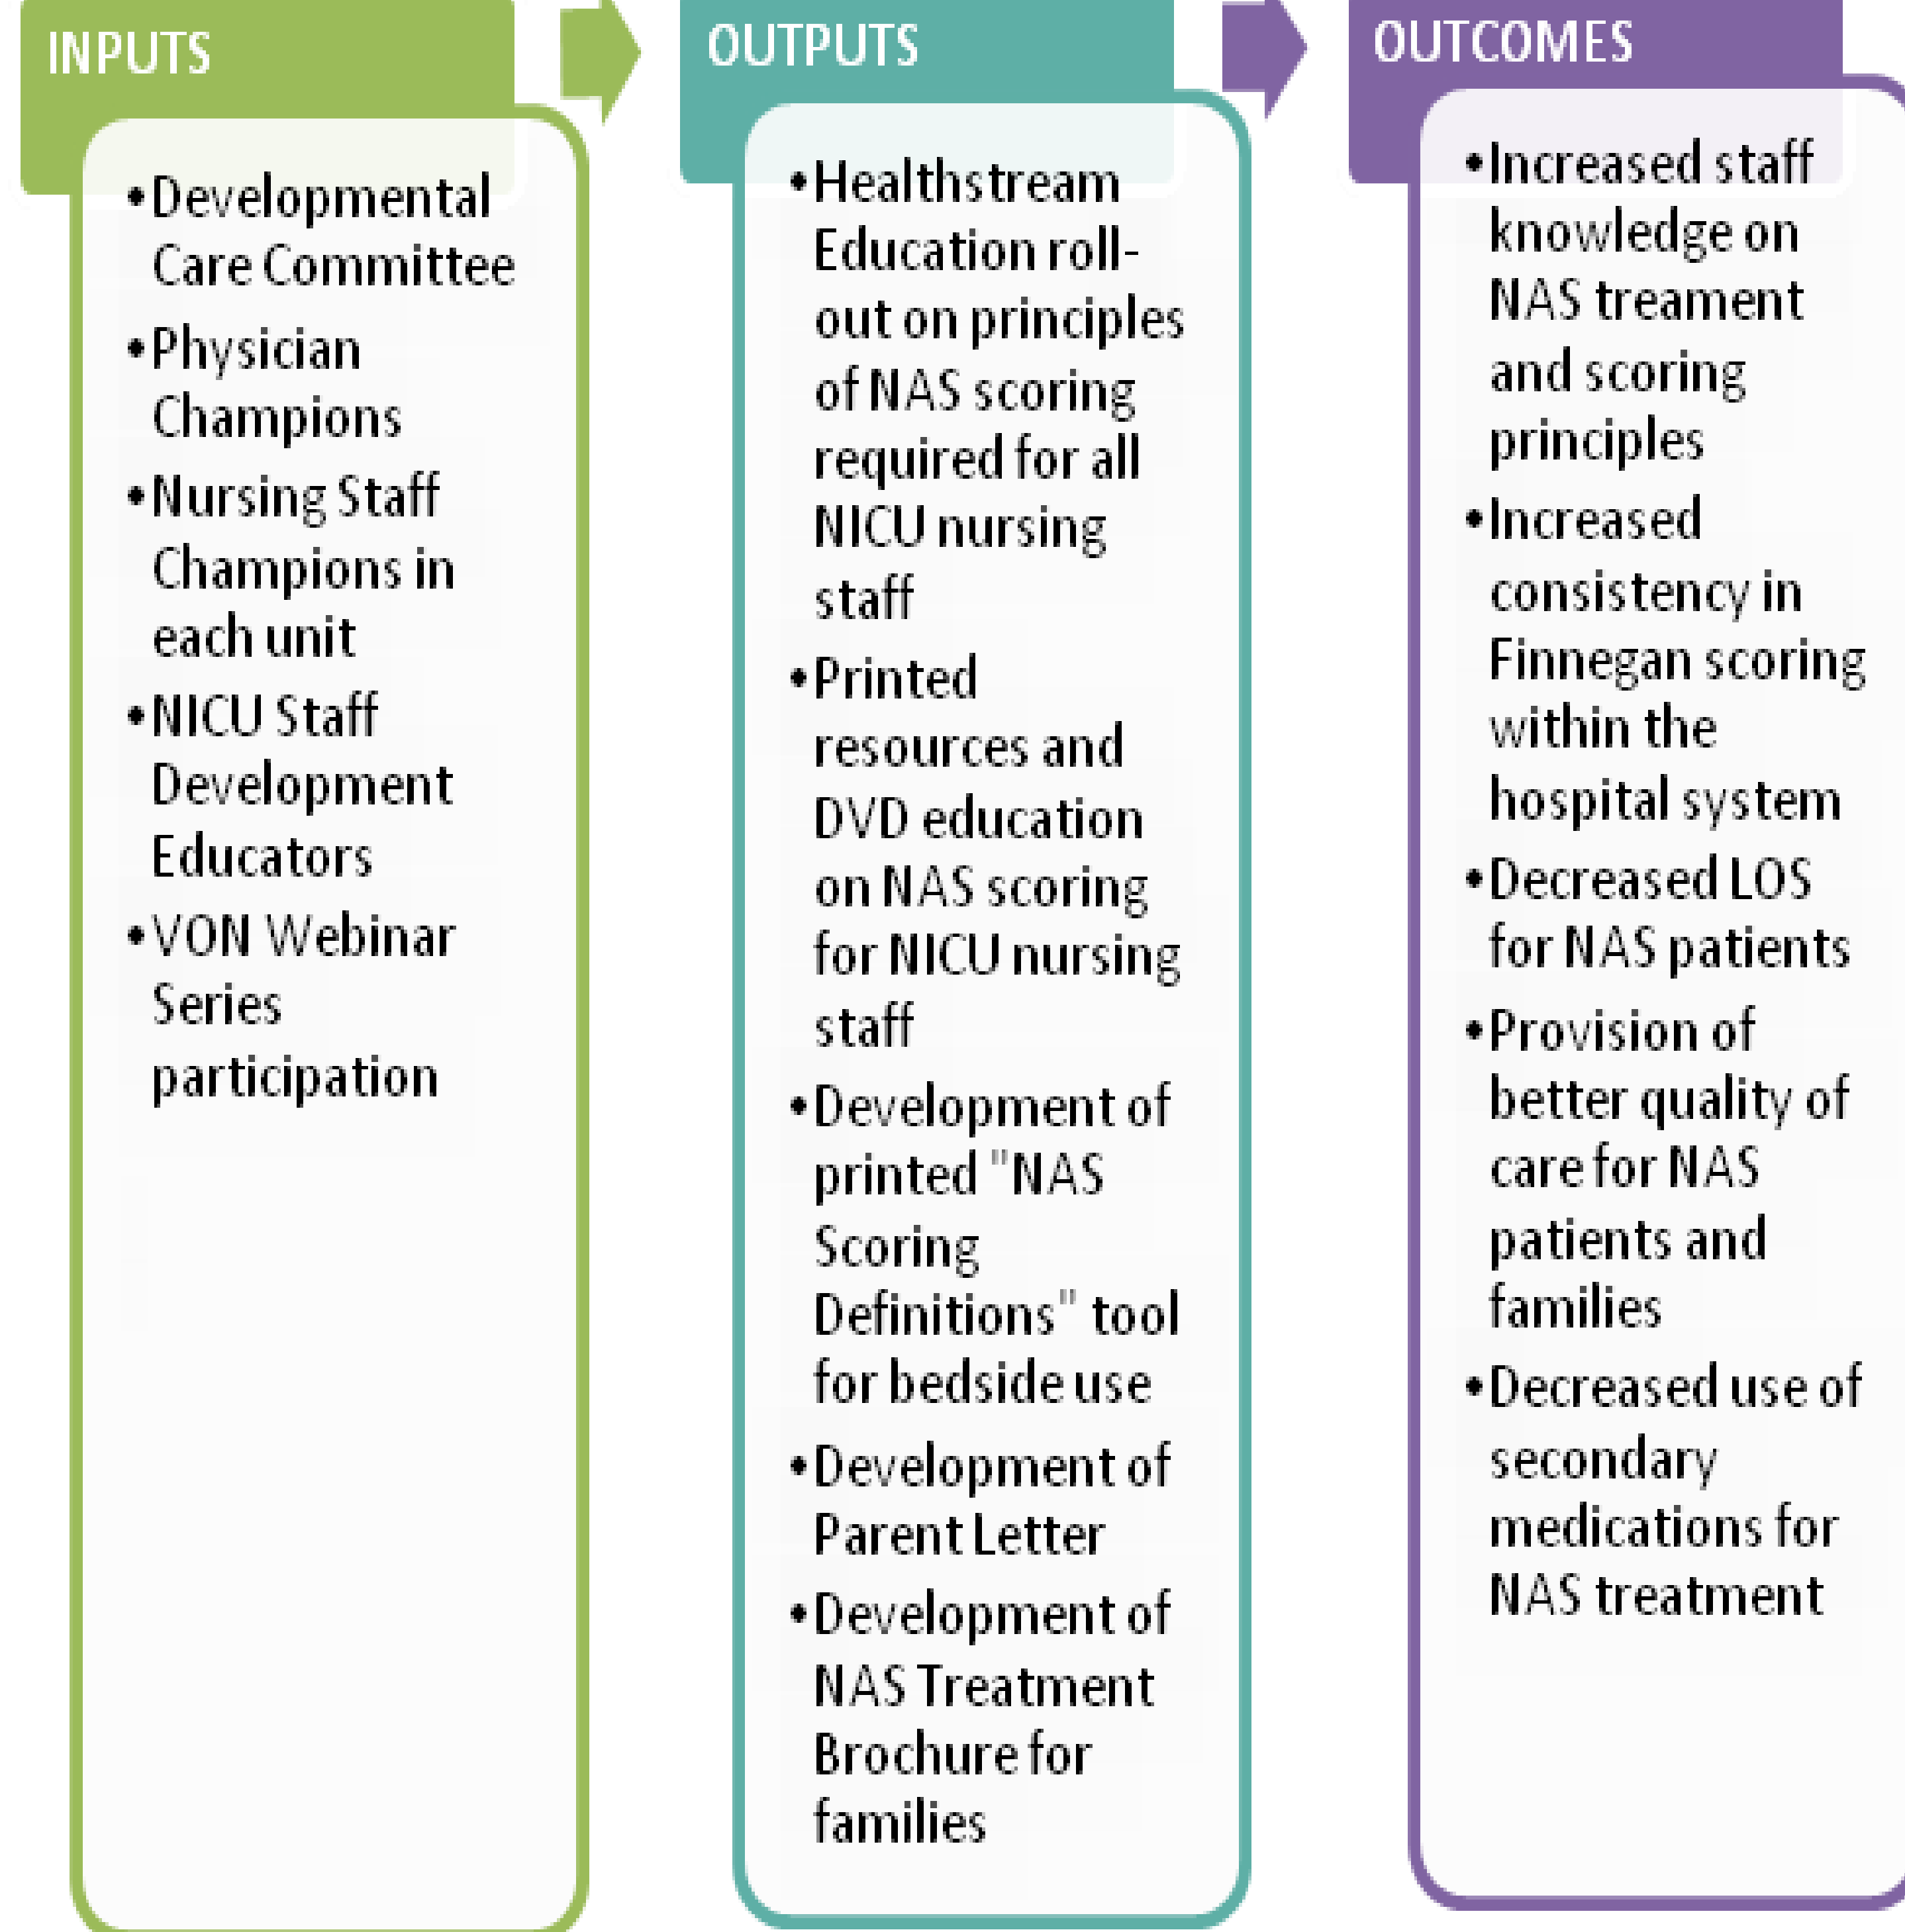 INPUTS
•Developmental
Care Committee
•Physician
Champions
•Nursing Staff
Champions in
each unit
•NICU Staff
Development
Educators
•VON Webinar
Series
participation
OUTPUTS
•Healthstream
Education roll-
out on principles
of NAS scoring
required for all
NICU nursing
staff
•Printed
resources and
DVD education
on NAS scoring
for NICU nursing
staff
•Development of
printed "NAS
Scoring
Definitions" tool
for bedside use
•Development of
Parent Letter
•Development of
NAS Treatment
Brochure for
families
OUTCOMES
•Increased staff
knowledge on
NAS treament
and scoring
principles
•Increased
consistency in
Finnegan scoring
within the
hospital system
•Decreased LOS
for NAS patients
•Provision of
better quality of
care for NAS
patients and
families
•Decreased use of
secondary
medications for
NAS treatment